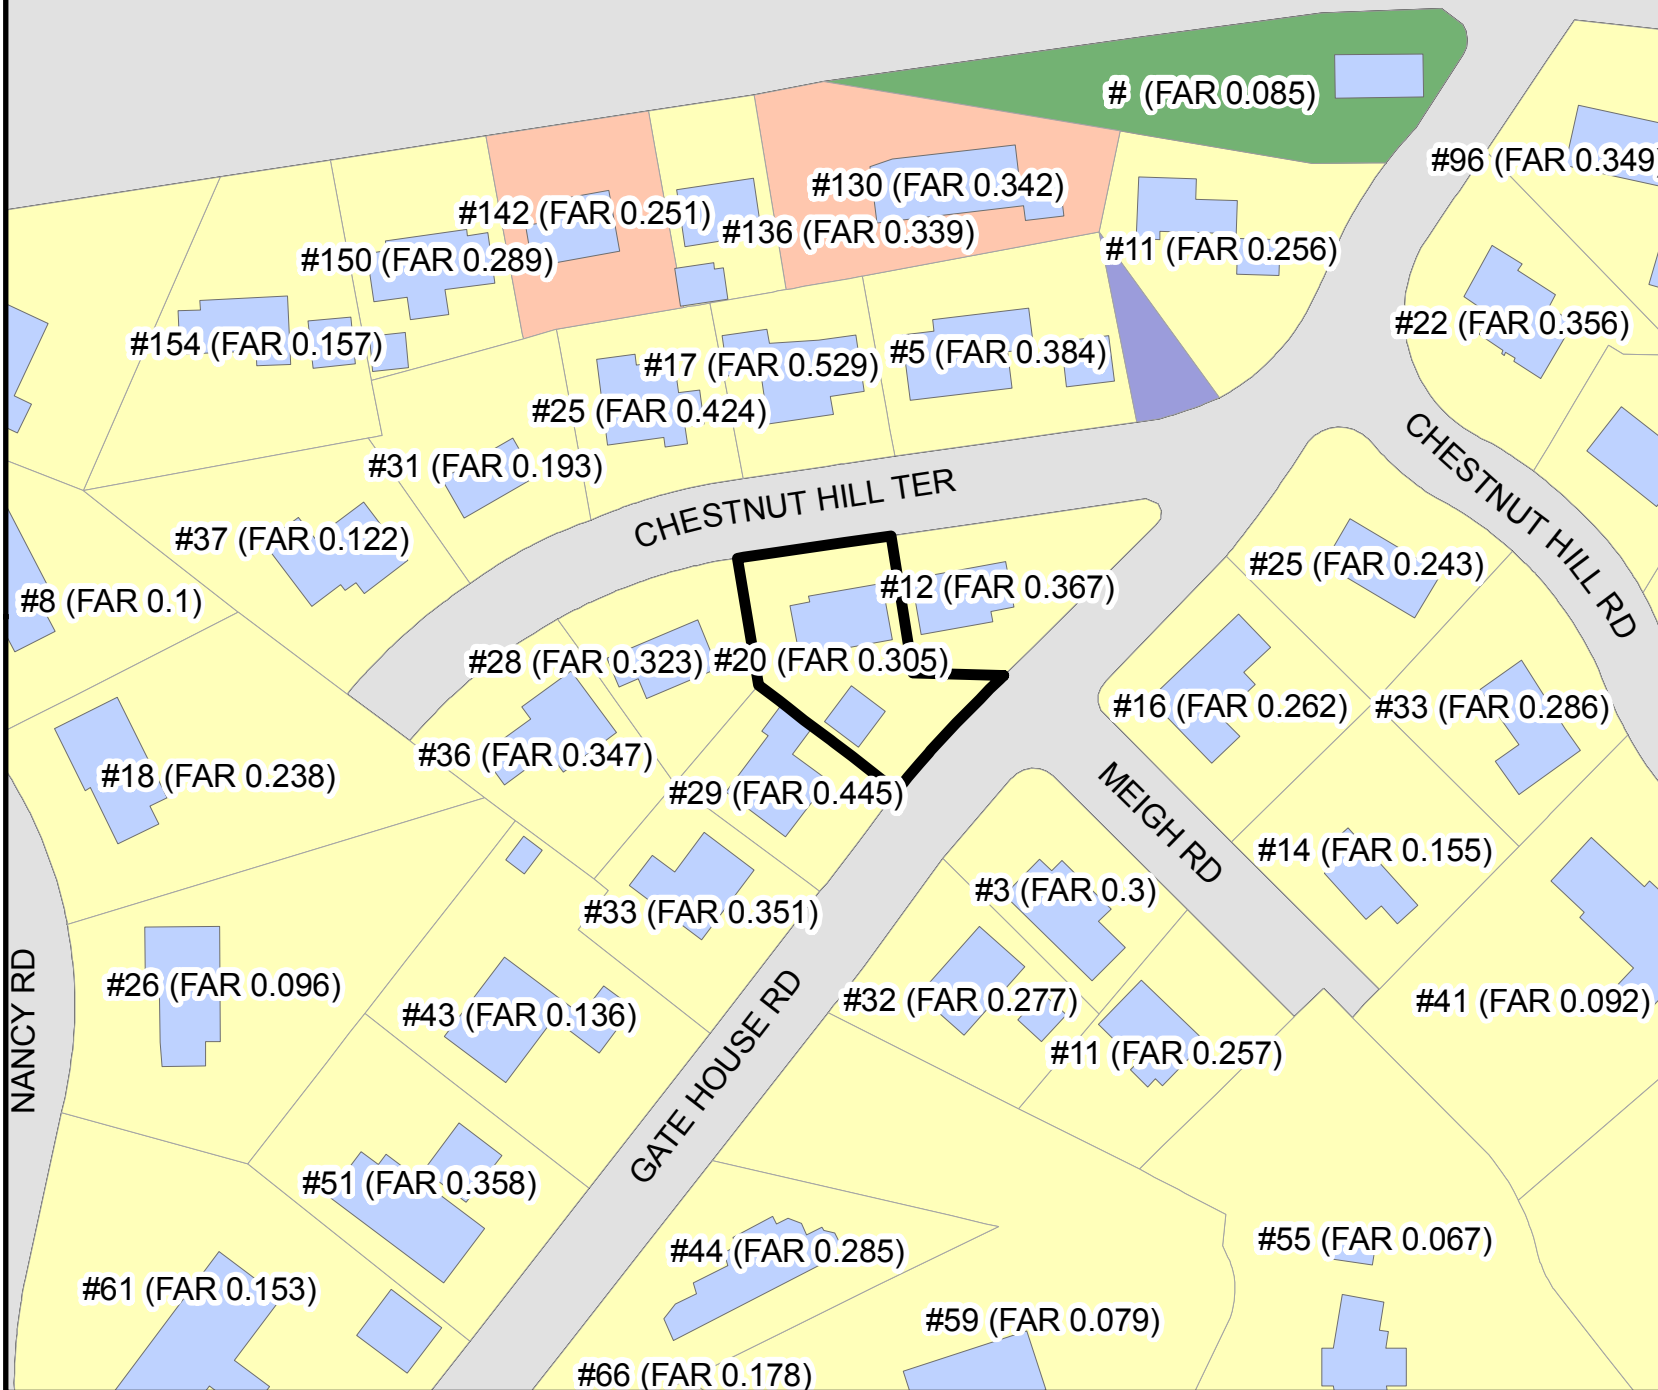 # (FAR 0.085)
#96 (FAR 0.349)
#130 (FAR 0.342)
#142 (FAR 0.251)
#136 (FAR 0.339)
#11 (FAR 0.256)
#150 (FAR 0.289)
#22 (FAR 0.356)
#154 (FAR 0.157)
#17 (FAR 0.529)
#5 (FAR 0.384)
#25 (FAR 0.424)
#31 (FAR 0.193)
CHESTNUT HILL TER
CHESTNUT HILL RD
#37 (FAR 0.122)
#25 (FAR 0.243)
#12 (FAR 0.367)
#8 (FAR 0.1)
#28 (FAR 0.323)
#20 (FAR 0.305)
#16 (FAR 0.262)
#33 (FAR 0.286)
#36 (FAR 0.347)
#18 (FAR 0.238)
#29 (FAR 0.445)
MEIGH RD
#14 (FAR 0.155)
#3 (FAR 0.3)
#33 (FAR 0.351)
#26 (FAR 0.096)
#32 (FAR 0.277)
#41 (FAR 0.092)
#43 (FAR 0.136)
NANCY RD
#11 (FAR 0.257)
GATE HOUSE RD
#51 (FAR 0.358)
#44 (FAR 0.285)
#55 (FAR 0.067)
#61 (FAR 0.153)
#59 (FAR 0.079)
#66 (FAR 0.178)